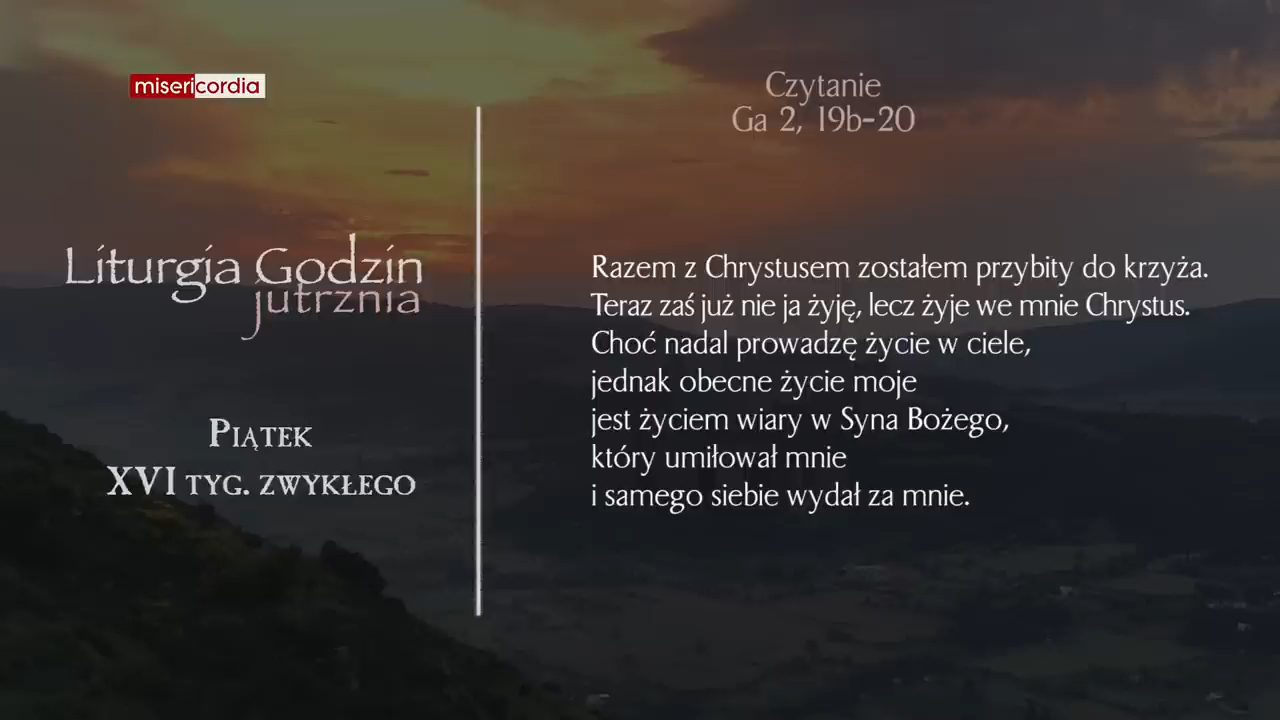 misericordia
Liturgia Godzin
jutrznia
Piątek
XVI tyg. zwykłego
Czytanie
Ga 2, 19b-20
Razem z Chrystusem zostałem przybity do krzyża.
Teraz zaś już nie ja żyję, lecz żyje we mnie Chrystus.
Choć nadal prowadzę życie w ciele,
jednak obecne życie moje
jest życiem wiary w Syna Bożego,
który umiłował mnie
i samego siebie wydał za mnie.